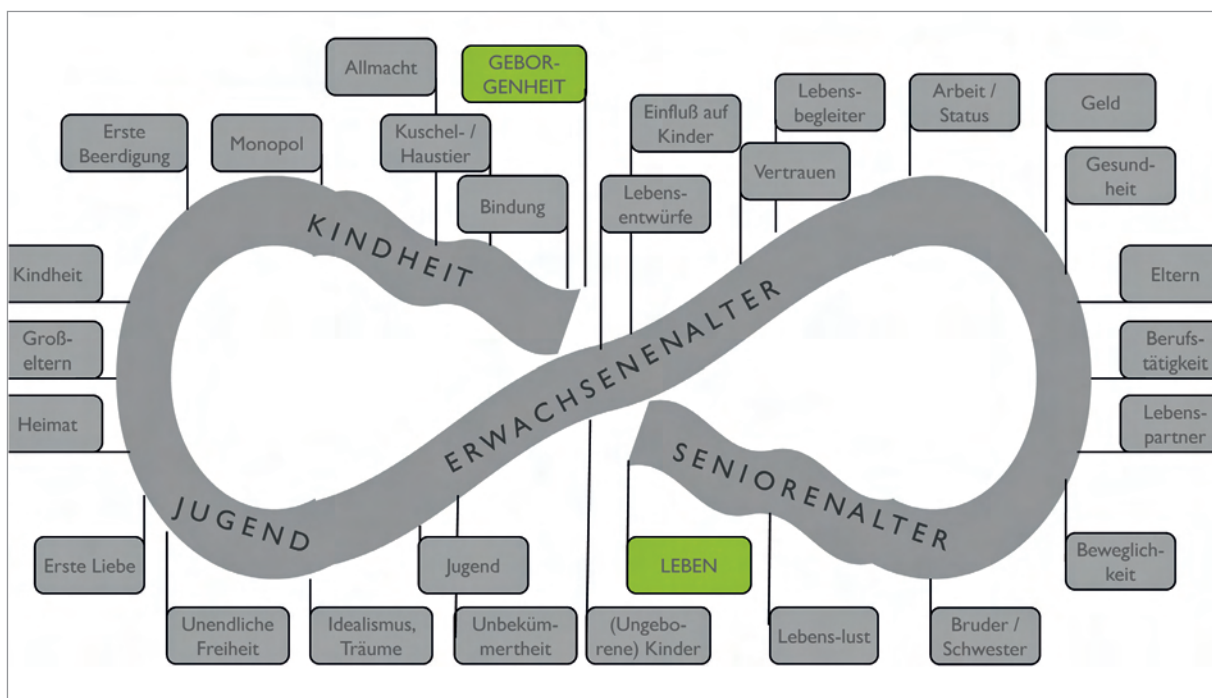 Allmacht
GEBOR-
GENHEIT
Erste
Beerdigung
Monopol
Kuschel- /
Haustier
Bindung
Einfluß auf
Kinder
Lebens-
entwürfe
Lebens-
begleiter
Vertrauen
Arbeit /
Status
Geld
Gesund-
heit
KINDHEIT
Kindheit
Groß-
eltern
Heimat
Eltern
Berufs-
tätigkeit
Lebens-
partner
ERWACHSENENALTER
JUGEND
SENIORENALTER
Erste Liebe
Jugend
LEBEN
Beweglich-
keit
Unendliche
Freiheit
Idealismus,
Träume
Unbeküm-
mertheit
(Ungebo-
rene) Kinder
Lebens-lust
Bruder /
Schwester